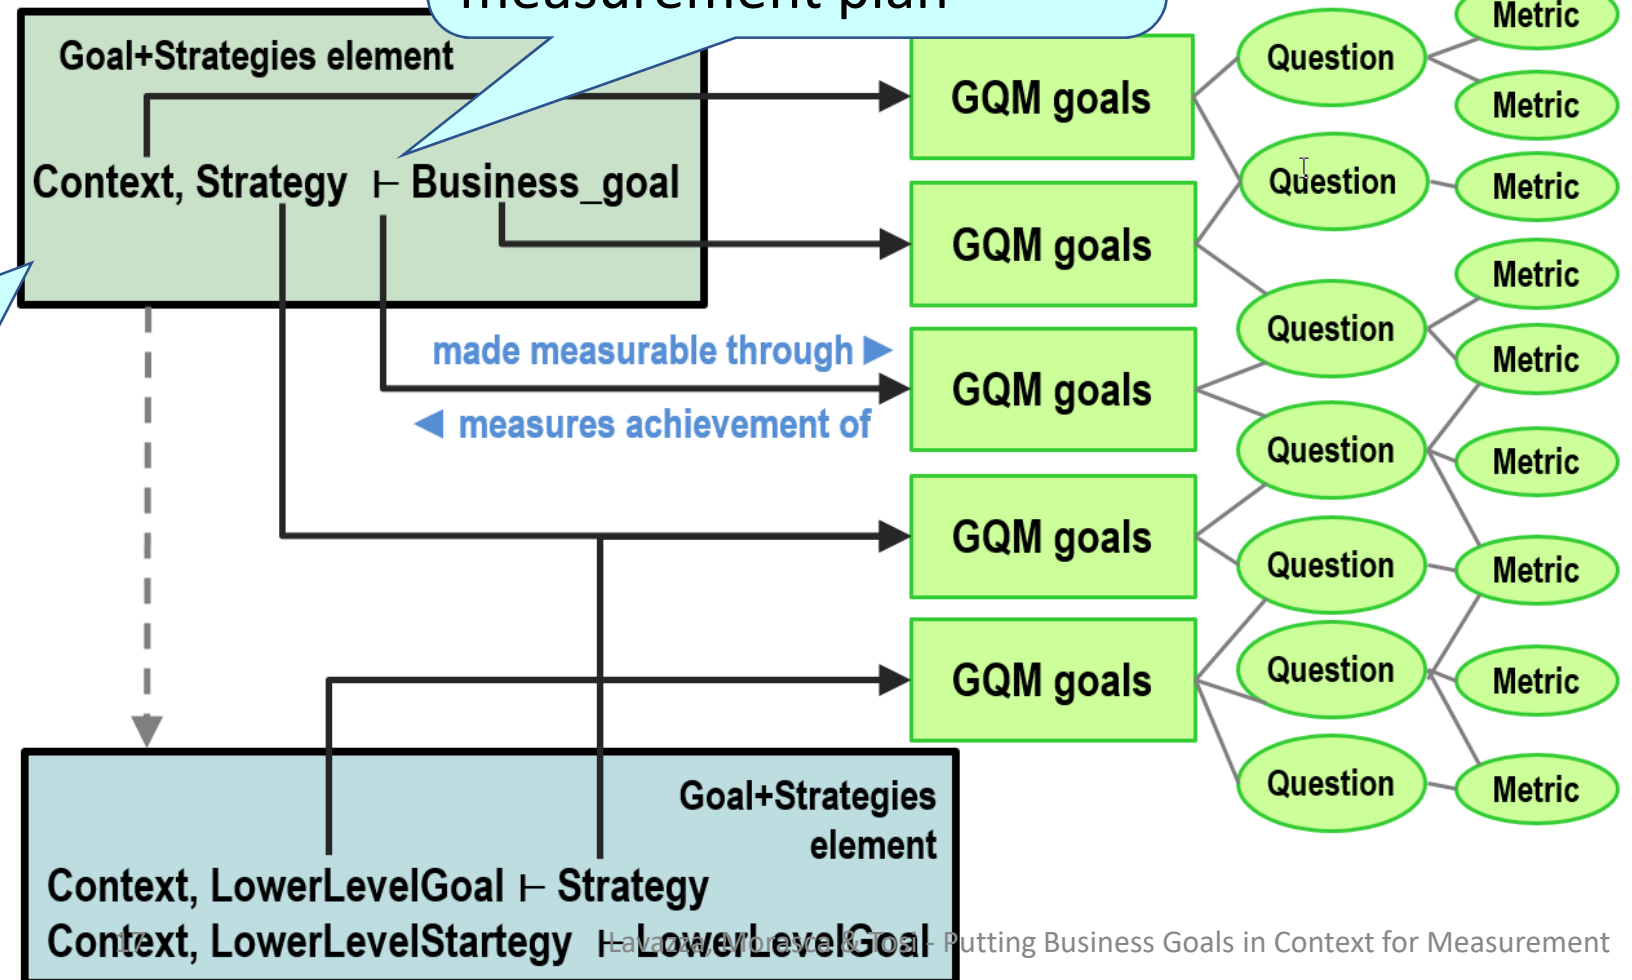 measurement plan
Goal+Strategies element
Context, Strategy ⊢ Business_goal
made measurable through
measures achievement of
GQM goals
GQM goals
GQM goals
GQM goals
GQM goals
Question
Question
Question
Question
Question
Question
Question
Metric
Metric
Metric
Metric
Metric
Metric
Metric
Metric
Metric
Goal+Strategies
element
Context, LowerLevelGoal ⊢ Strategy
Context, LowerLevelStartegy ⊢ LowerLevelGoal
17
Lavazza, Morasca & Tosi - Putting Business Goals in Context for Measurement